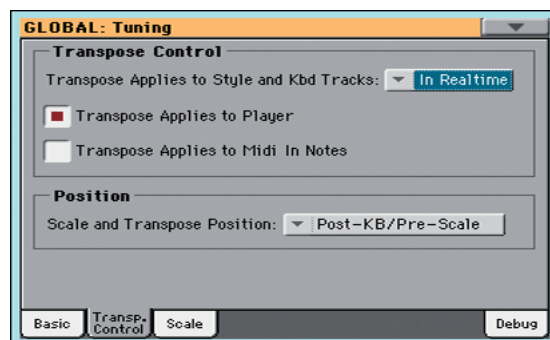 GLOBAL: Tuning
Transpose Control
Transpose Applies to Style and Kbd Tracks: In Realtime
Transpose Applies to Player
Transpose Applies to Midi In Notes
Position
Scale and Transpose Position: Post-KB/Pre-Scale
Basic
Transp.
Control
Scale
Debug